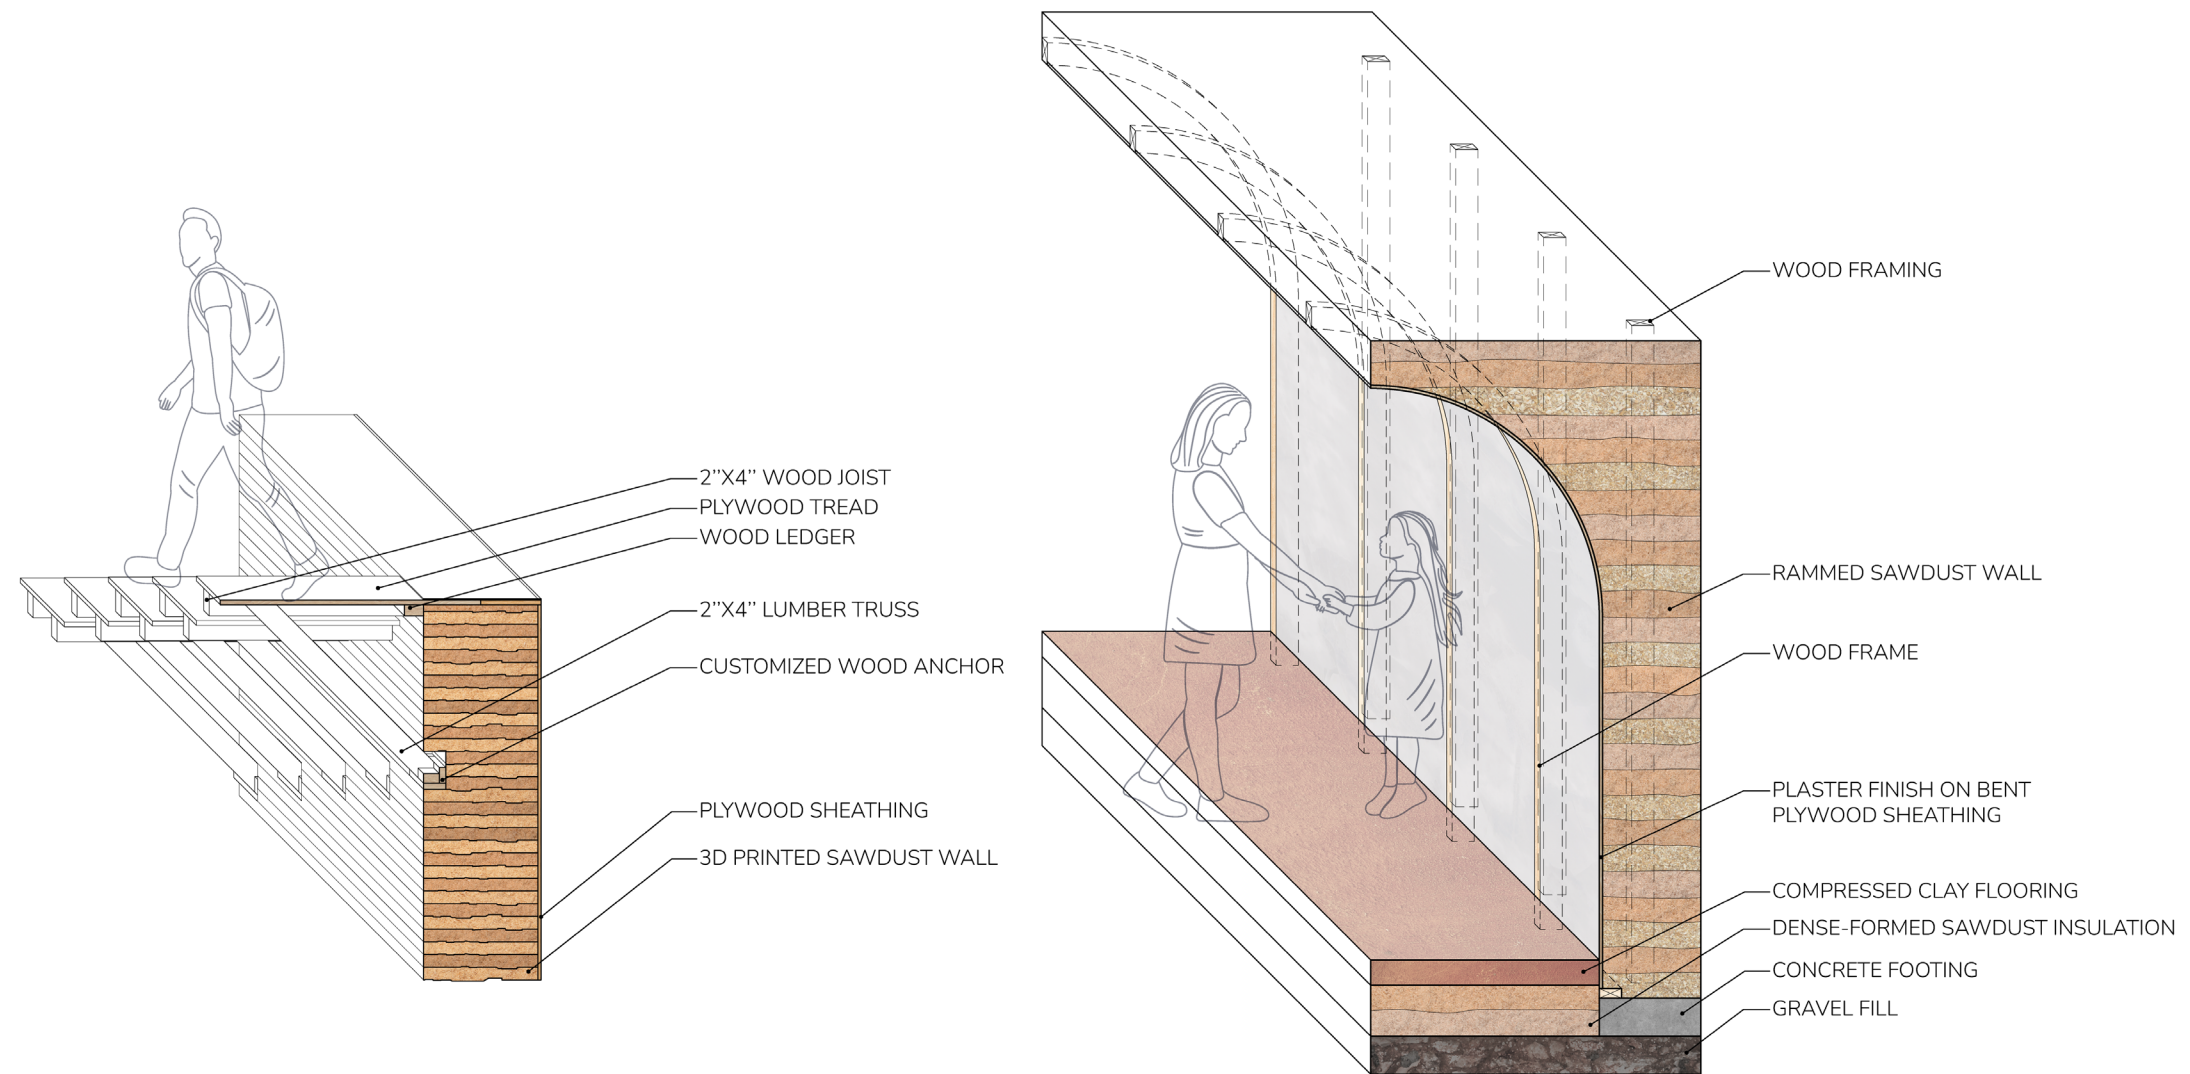 2’’X4’’ WOOD JOIST
PLYWOOD TREAD
WOOD LEDGER
2’’X4’’ LUMBER TRUSS
CUSTOMIZED WOOD ANCHOR
PLYWOOD SHEATHING
3D PRINTED SAWDUST WALL
WOOD FRAMING
RAMMED SAWDUST WALL
WOOD FRAME
PLASTER FINISH ON BENT
PLYWOOD SHEATHING
COMPRESSED CLAY FLOORING
DENSE-FORMED SAWDUST INSULATION
CONCRETE FOOTING
GRAVEL FILL